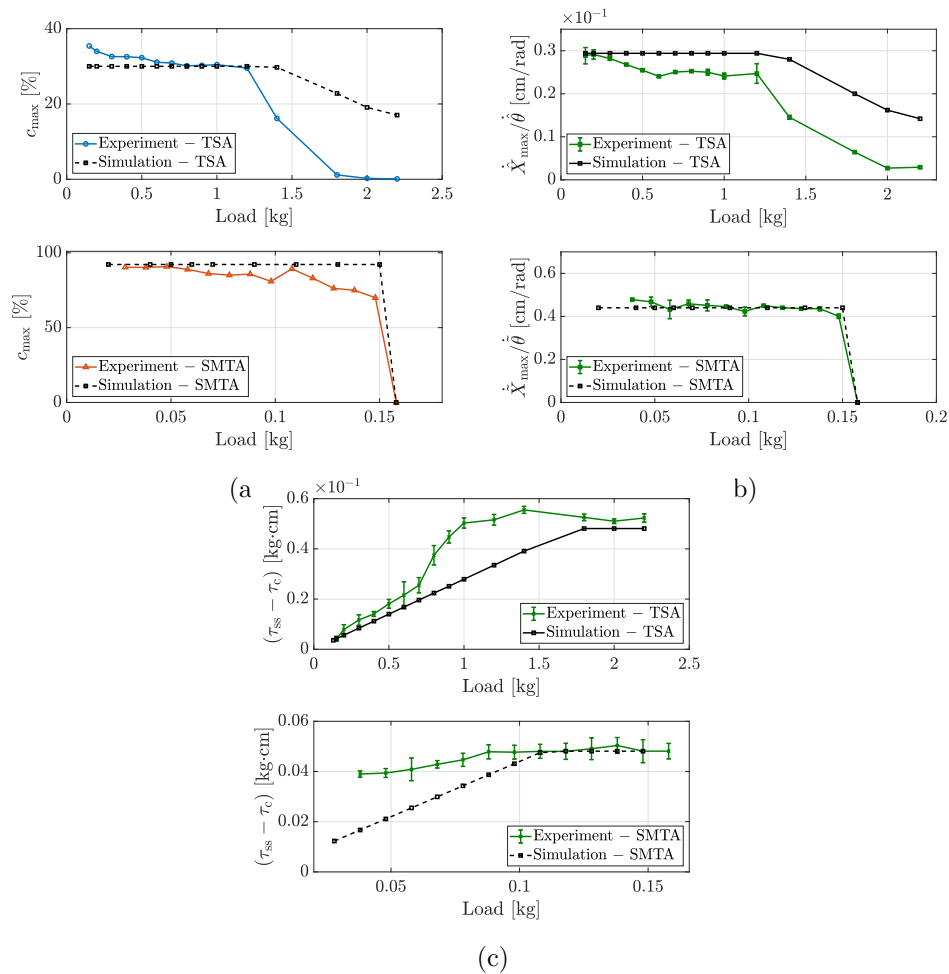 40
20
0
c_max [%]
Experiment − TSA
Simulation − TSA
0 0.5 1 1.5 2 2.5
Load [kg]
100
50
0
c_max [%]
Experiment − SMTA
Simulation − SMTA
0 0.05 0.1 0.15
Load [kg]
(a
×10⁻¹
0.3
0.2
0.1
0
Ẋ̂_max/θ̇̂ [cm/rad]
Experiment − TSA
Simulation − TSA
0 0.5 1 1.5 2 2.5
Load [kg]
0.6
0.4
0.2
0
Ẋ̃_max/θ̇̃ [cm/rad]
Experiment − SMTA
Simulation − SMTA
0 0.05 0.1 0.15 0.2
Load [kg]
b)
×10⁻¹
0.6
0.4
0.2
0
(τ_ss − τ_c) [kg·cm]
Experiment − TSA
Simulation − TSA
0 0.5 1 1.5 2 2.5
Load [kg]
0.06
0.04
0.02
0
(τ_ss − τ_c) [kg·cm]
Experiment − SMTA
Simulation − SMTA
0.05 0.1 0.15
Load [kg]
(c)